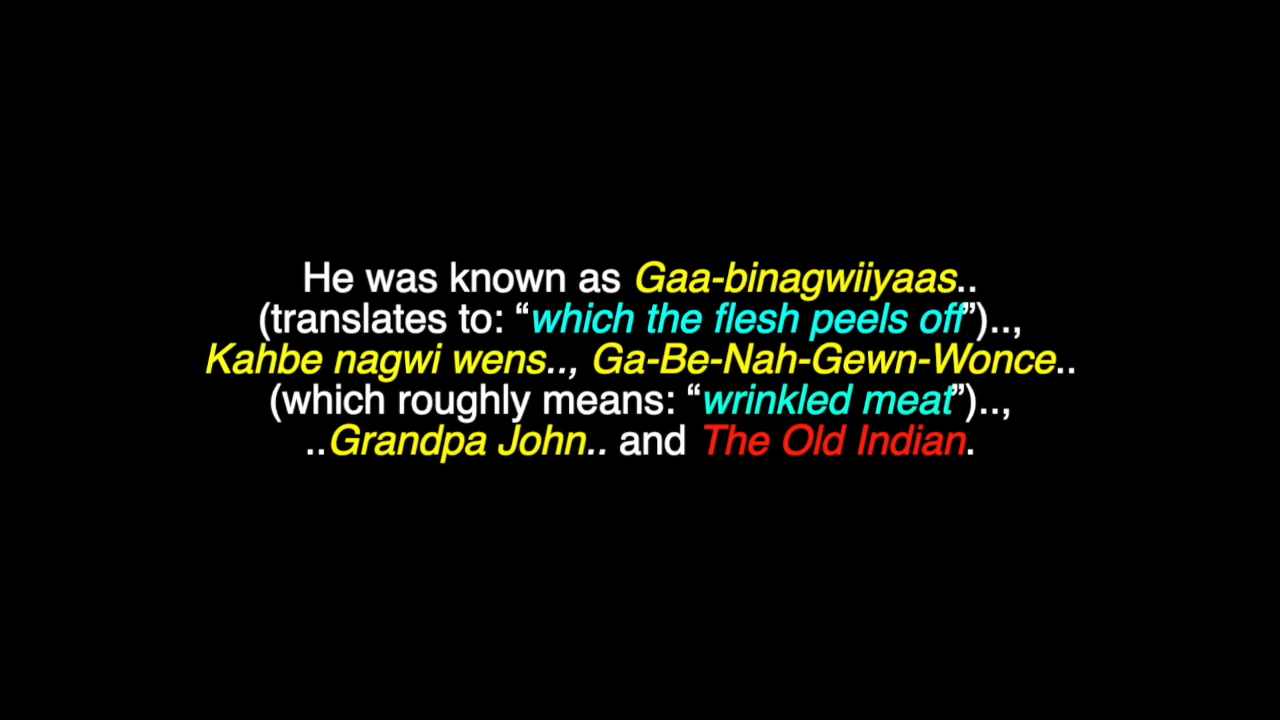 He was known as Gaa-binagwiiyaas..
(translates to: “which the flesh peels off”)..,
Kahbe nagwi wens.., Ga-Be-Nah-Gewn-Wonce..
(which roughly means: “wrinkled meat”)..,
..Grandpa John.. and The Old Indian.